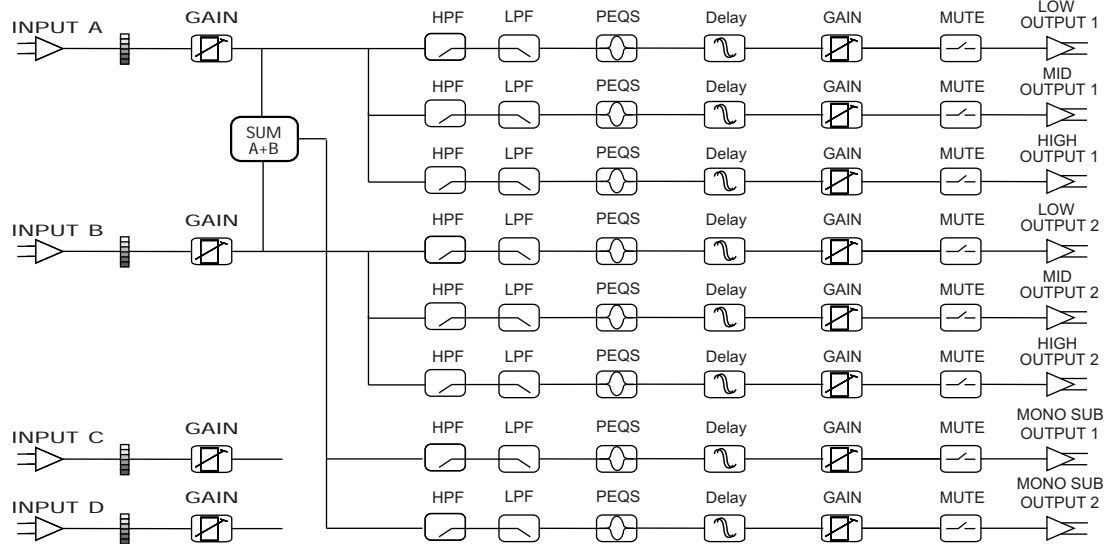 INPUT A
GAIN
HPF LPF PEQS Delay GAIN MUTE
LOW
OUTPUT 1
HPF LPF PEQS Delay GAIN MUTE
MID
OUTPUT 1
SUM
A+B
HPF LPF PEQS Delay GAIN MUTE
HIGH
OUTPUT 1
INPUT B
GAIN
HPF LPF PEQS Delay GAIN MUTE
LOW
OUTPUT 2
HPF LPF PEQS Delay GAIN MUTE
MID
OUTPUT 2
HPF LPF PEQS Delay GAIN MUTE
HIGH
OUTPUT 2
INPUT C
GAIN
HPF LPF PEQS Delay GAIN MUTE
MONO SUB
OUTPUT 1
INPUT D
GAIN
HPF LPF PEQS Delay GAIN MUTE
MONO SUB
OUTPUT 2